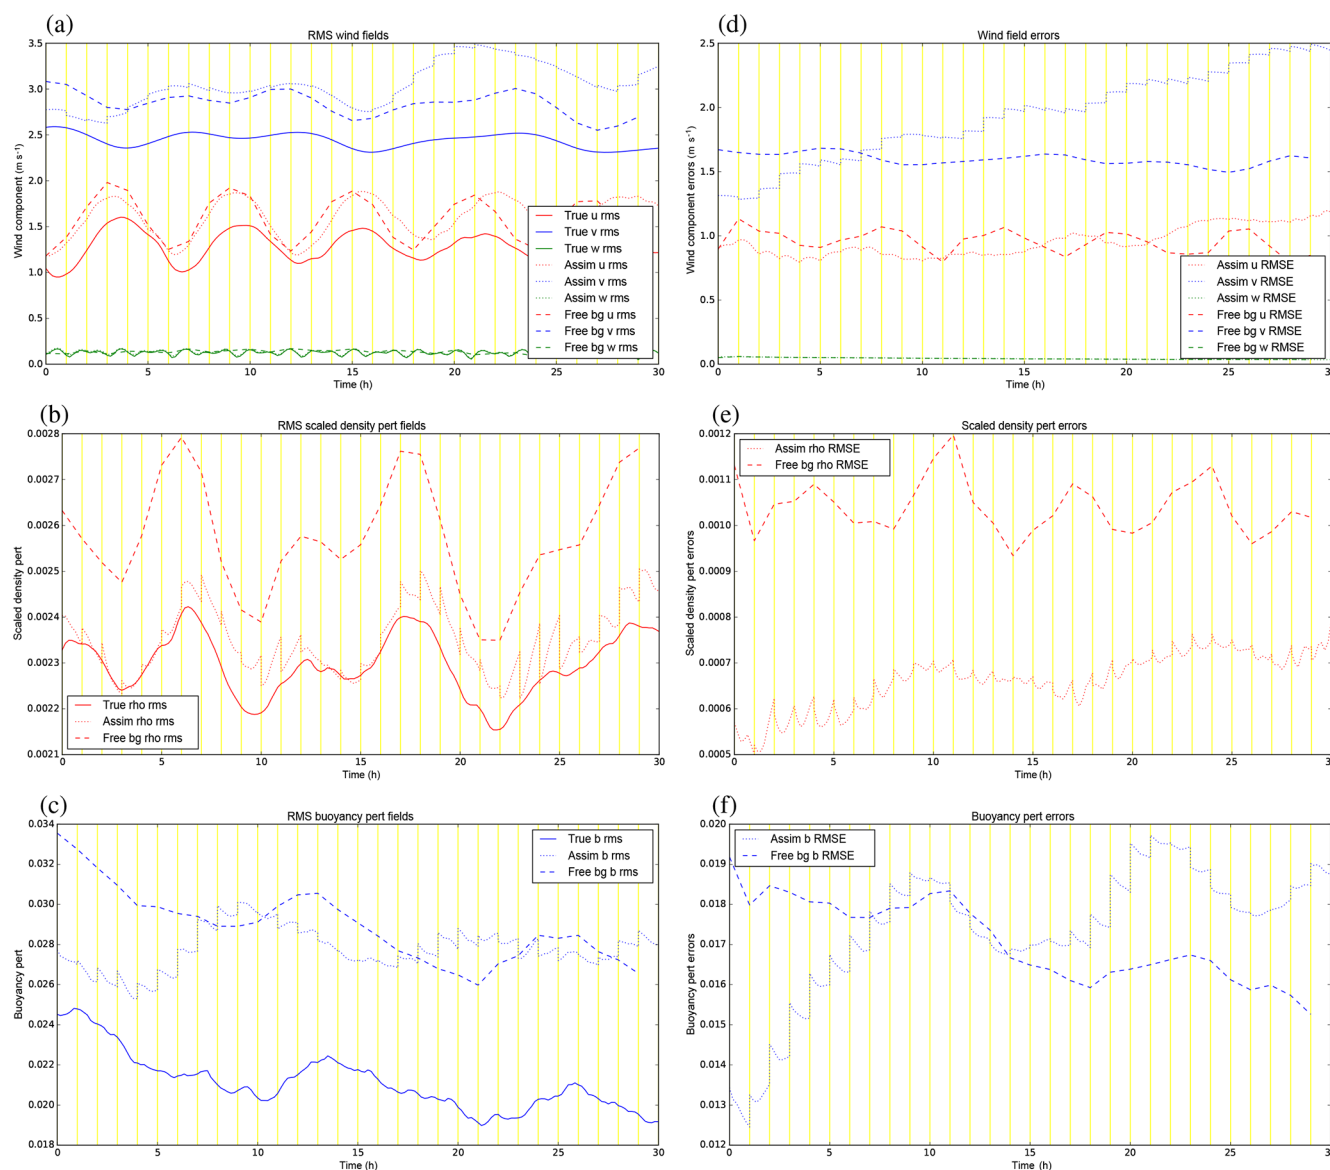 (a)
RMS wind fields
Wind component (m s⁻¹)
3.5
3.0
2.5
2.0
1.5
1.0
0.5
0.0
True u rms
True v rms
True w rms
Assim u rms
Assim v rms
Assim w rms
Free bg u rms
Free bg v rms
Free bg w rms
0 5 10 15 20 25 30
Time (h)
(d)
Wind field errors
Wind component errors (m s⁻¹)
2.5
2.0
1.5
1.0
0.5
0.0
Assim u RMSE
Assim v RMSE
Assim w RMSE
Free bg u RMSE
Free bg v RMSE
Free bg w RMSE
0 5 10 15 20 25 30
Time (h)
(b)
RMS scaled density pert fields
Scaled density pert
0.0028
0.0027
0.0026
0.0025
0.0024
0.0023
0.0022
0.0021
True rho rms
Assim rho rms
Free bg rho rms
0 5 10 15 20 25 30
Time (h)
(e)
Scaled density pert errors
Scaled density pert errors
0.0012
0.0011
0.0010
0.0009
0.0008
0.0007
0.0006
0.0005
Assim rho RMSE
Free bg rho RMSE
0 5 10 15 20 25 30
Time (h)
(c)
RMS buoyancy pert fields
Buoyancy pert
0.034
0.032
0.030
0.028
0.026
0.024
0.022
0.020
0.018
True b rms
Assim b rms
Free bg b rms
0 5 10 15 20 25 30
Time (h)
(f)
Buoyancy pert errors
Buoyancy pert errors
0.020
0.019
0.018
0.017
0.016
0.015
0.014
0.013
0.012
Assim b RMSE
Free bg b RMSE
0 5 10 15 20 25 30
Time (h)